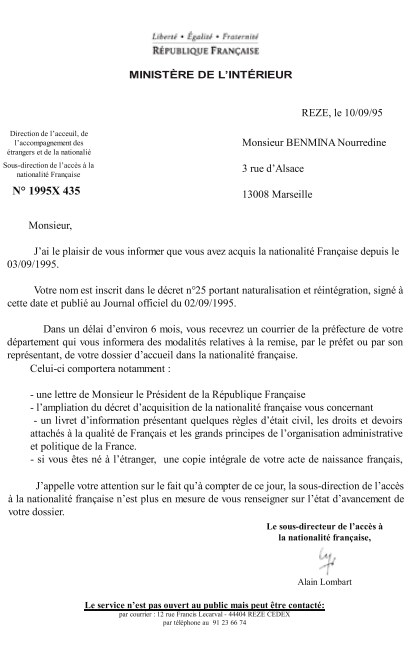 Liberté • Égalité • Fraternité
RÉPUBLIQUE FRANÇAISE
MINISTÈRE DE L'INTÉRIEUR
REZE, le 10/09/95
Direction de l'acceuil, de
l'accompagnement des
étrangers et de la nationalié
Sous-direction de l'accès à la
nationalité Française
N° 1995X 435
Monsieur BENMINA Nourredine
3 rue d'Alsace
13008 Marseille
Monsieur,
J'ai le plaisir de vous informer que vous avez acquis la nationalité Française depuis le
03/09/1995.
Votre nom est inscrit dans le décret n°25 portant naturalisation et réintégration, signé à
cette date et publié au Journal officiel du 02/09/1995.
Dans un délai d'environ 6 mois, vous recevrez un courrier de la préfecture de votre
département qui vous informera des modalités relatives à la remise, par le préfet ou par son
représentant, de votre dossier d'accueil dans la nationalité française.
Celui-ci comportera notamment :
- une lettre de Monsieur le Président de la République Française
- l'ampliation du décret d'acquisition de la nationalité française vous concernant
- un livret d'information présentant quelques règles d'était civil, les droits et devoirs
attachés à la qualité de Français et les grands principes de l'organisation administrative
et politique de la France.
- si vous êtes né à l'étranger, une copie intégrale de votre acte de naissance français,
J'appelle votre attention sur le fait qu'à compter de ce jour, la sous-direction de l'accès
à la nationalité française n'est plus en mesure de vous renseigner sur l'état d'avancement de
votre dossier.
Le sous-directeur de l'accès à
la nationalité française,
Alain Lombart
Le service n'est pas ouvert au public mais peut être contacté:
par courrier : 12 rue Francis Lecarval - 44404 REZE CEDEX
par téléphone au 91 23 66 74